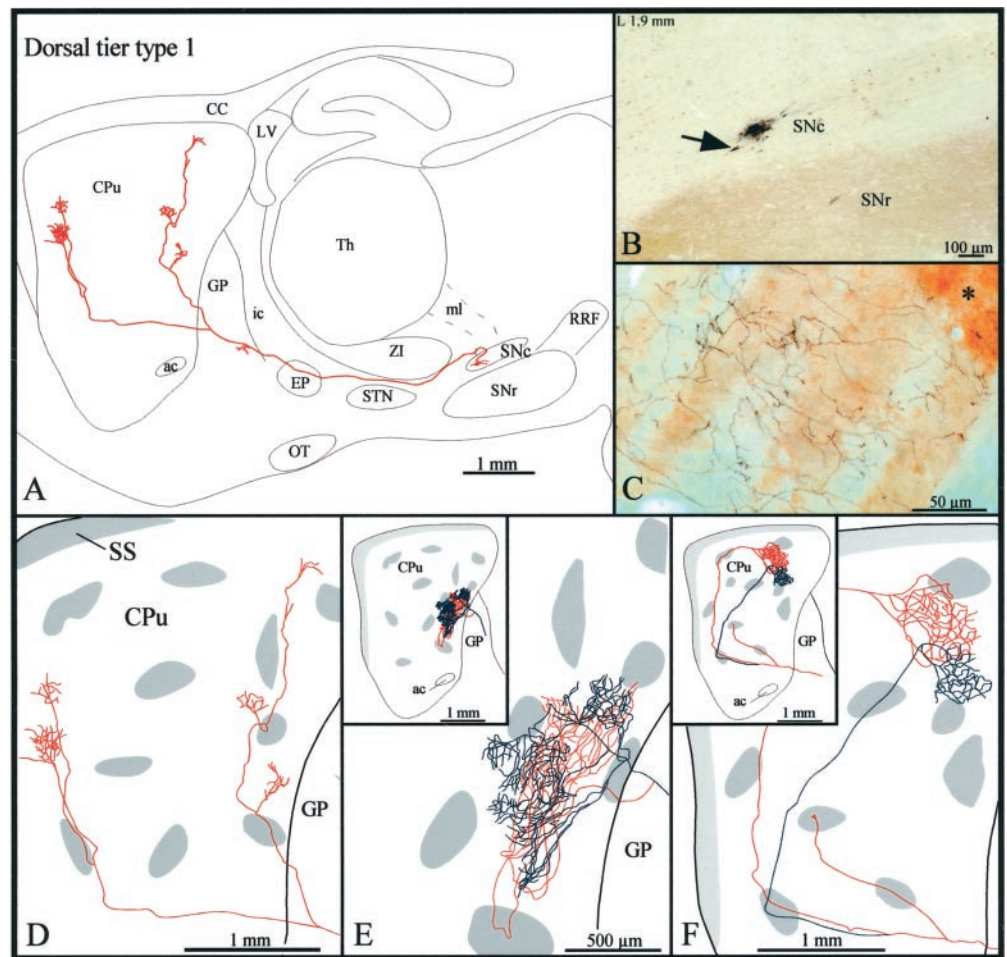 Dorsal tier type 1
CC
LV
CPu
Th
GP
ic
ml
RRF
ZI
SNc
ac
EP
STN
SNr
OT
1 mm
A
L 1.9 mm
SNc
SNr
B
100 µm
*
C
50 µm
SS
CPu
GP
D
1 mm
CPu
GP
ac
1 mm
GP
E
500 µm
CPu
GP
ac
1 mm
F
1 mm